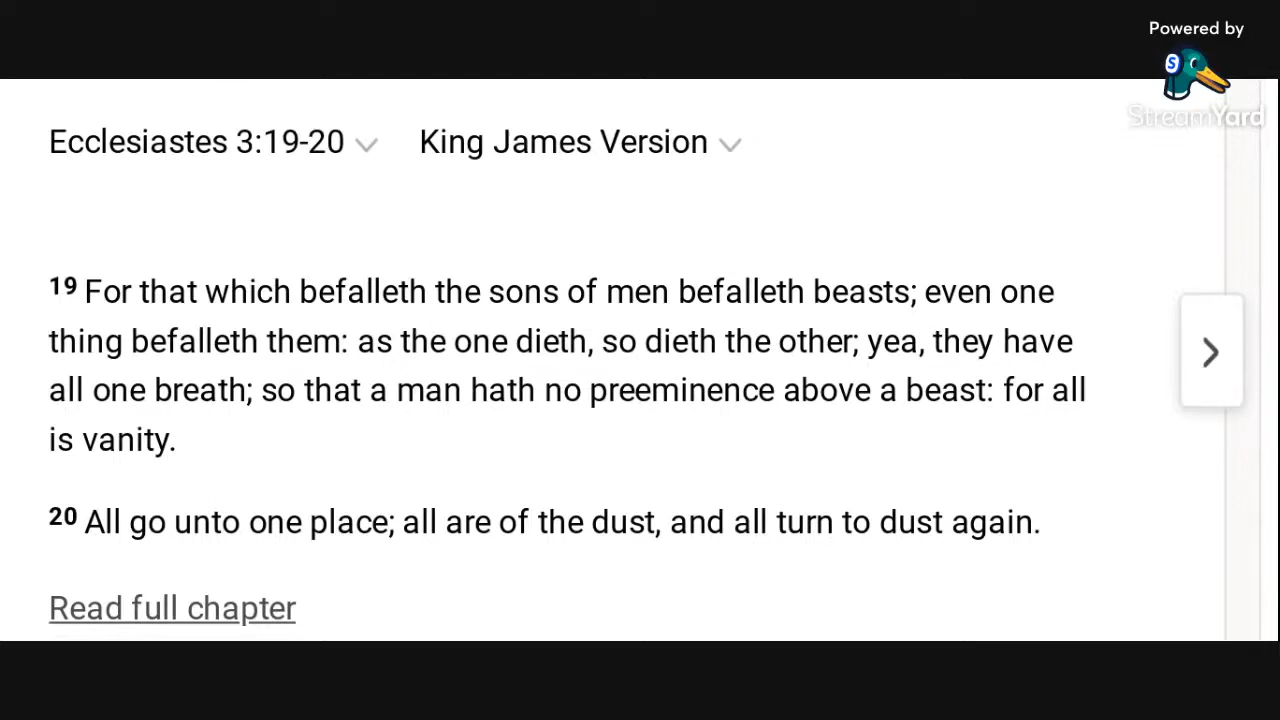 Powered by
S
StreamYard
Ecclesiastes 3:19-20 King James Version
19 For that which befalleth the sons of men befalleth beasts; even one
thing befalleth them: as the one dieth, so dieth the other; yea, they have
all one breath; so that a man hath no preeminence above a beast: for all
is vanity.
20 All go unto one place; all are of the dust, and all turn to dust again.
Read full chapter